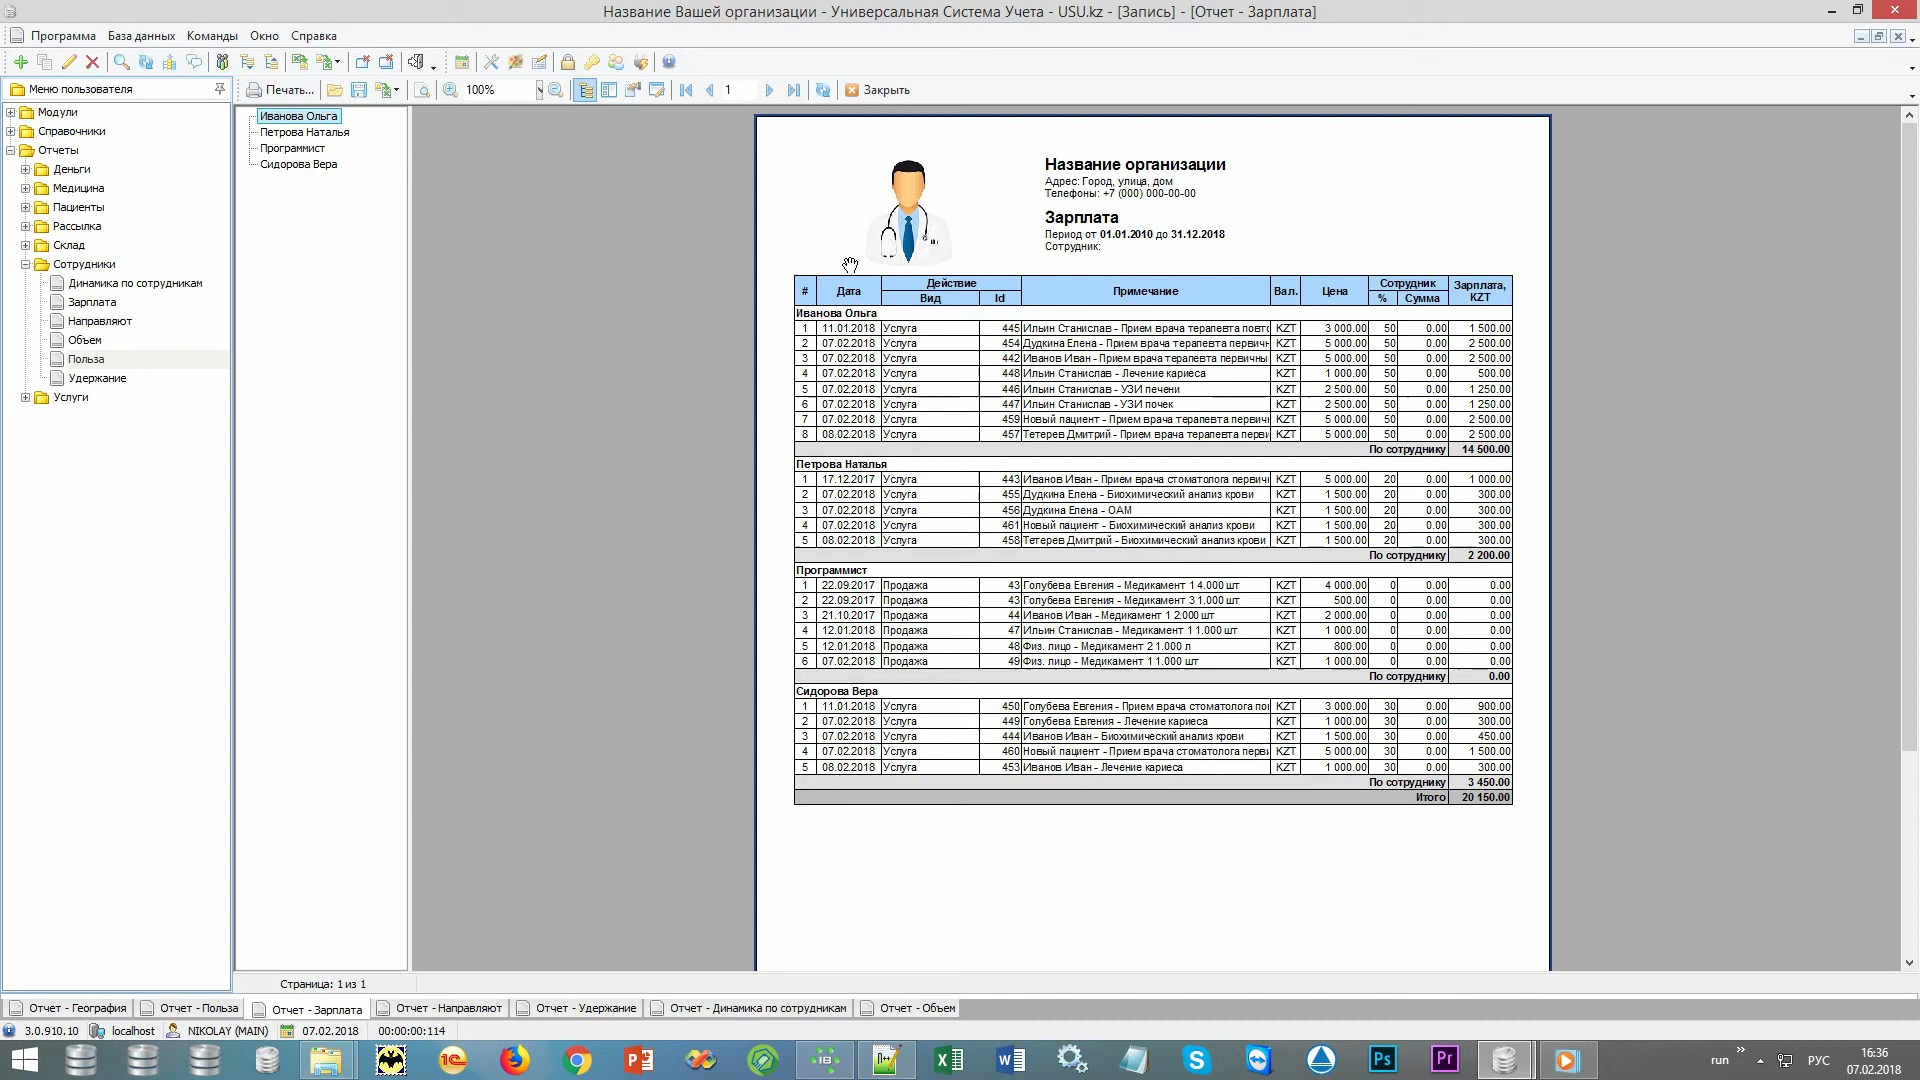 Название Вашей организации - Универсальная Система Учета - USU.kz - [Запись] - [Отчет - Зарплата]
Программа База данных Команды Окно Справка
Меню пользователя
Печать... 100% 1 Закрыть
Модули
Справочники
Отчеты
Деньги
Медицина
Пациенты
Рассылка
Склад
Сотрудники
Динамика по сотрудникам
Зарплата
Направляют
Объем
Польза
Удержание
Услуги
Иванова Ольга
Петрова Наталья
Программист
Сидорова Вера
Название организации
Адрес: Город, улица, дом
Телефоны: +7 (000) 000-00-00
Зарплата
Период от 01.01.2010 до 31.12.2018
Сотрудник:
# Дата Действие Примечание Вал. Цена Сотрудник Зарплата, KZT
Вид Id % Сумма
Иванова Ольга
1 11.01.2018 Услуга 445 Ильин Станислав - Прием врача терапевта повто KZT 3 000.00 50 0.00 1 500.00
2 07.02.2018 Услуга 454 Дудкина Елена - Прием врача терапевта первичн KZT 5 000.00 50 0.00 2 500.00
3 07.02.2018 Услуга 442 Иванов Иван - Прием врача терапевта первичны KZT 5 000.00 50 0.00 2 500.00
4 07.02.2018 Услуга 448 Ильин Станислав - Лечение кариеса KZT 1 000.00 50 0.00 500.00
5 07.02.2018 Услуга 446 Ильин Станислав - УЗИ печени KZT 2 500.00 50 0.00 1 250.00
6 07.02.2018 Услуга 447 Ильин Станислав - УЗИ почек KZT 2 500.00 50 0.00 1 250.00
7 07.02.2018 Услуга 459 Новый пациент - Прием врача терапевта первичн KZT 5 000.00 50 0.00 2 500.00
8 08.02.2018 Услуга 457 Тетерев Дмитрий - Прием врача терапевта перви KZT 5 000.00 50 0.00 2 500.00
По сотруднику 14 500.00
Петрова Наталья
1 17.12.2017 Услуга 443 Иванов Иван - Прием врача стоматолога первичн KZT 5 000.00 20 0.00 1 000.00
2 07.02.2018 Услуга 455 Дудкина Елена - Биохимический анализ крови KZT 1 500.00 20 0.00 300.00
3 07.02.2018 Услуга 456 Дудкина Елена - ОАМ KZT 1 500.00 20 0.00 300.00
4 07.02.2018 Услуга 461 Новый пациент - Биохимический анализ крови KZT 1 500.00 20 0.00 300.00
5 08.02.2018 Услуга 458 Тетерев Дмитрий - Биохимический анализ крови KZT 1 500.00 20 0.00 300.00
По сотруднику 2 200.00
Программист
1 22.09.2017 Продажа 43 Голубева Евгения - Медикамент 1 4.000 шт KZT 4 000.00 0 0.00 0.00
2 22.09.2017 Продажа 43 Голубева Евгения - Медикамент 3 1.000 шт KZT 500.00 0 0.00 0.00
3 21.10.2017 Продажа 44 Иванов Иван - Медикамент 1 2.000 шт KZT 2 000.00 0 0.00 0.00
4 12.01.2018 Продажа 47 Ильин Станислав - Медикамент 1 1.000 шт KZT 1 000.00 0 0.00 0.00
5 12.01.2018 Продажа 48 Физ. лицо - Медикамент 2 1.000 л KZT 800.00 0 0.00 0.00
6 07.02.2018 Продажа 49 Физ. лицо - Медикамент 1 1.000 шт KZT 1 000.00 0 0.00 0.00
По сотруднику 0.00
Сидорова Вера
1 11.01.2018 Услуга 450 Голубева Евгения - Прием врача стоматолога по KZT 3 000.00 30 0.00 900.00
2 07.02.2018 Услуга 449 Голубева Евгения - Лечение кариеса KZT 1 000.00 30 0.00 300.00
3 07.02.2018 Услуга 444 Иванов Иван - Биохимический анализ крови KZT 1 500.00 30 0.00 450.00
4 07.02.2018 Услуга 460 Новый пациент - Прием врача стоматолога перви KZT 5 000.00 30 0.00 1 500.00
5 08.02.2018 Услуга 453 Иванов Иван - Лечение кариеса KZT 1 000.00 30 0.00 300.00
По сотруднику 3 450.00
Итого 20 150.00
Страница: 1 из 1
Отчет - География Отчет - Польза Отчет - Зарплата Отчет - Направляют Отчет - Удержание Отчет - Динамика по сотрудникам Отчет - Объем
3.0.910.10 localhost NIKOLAY (MAIN) 07.02.2018 00:00:00:114
run РУС 16:36
07.02.2018